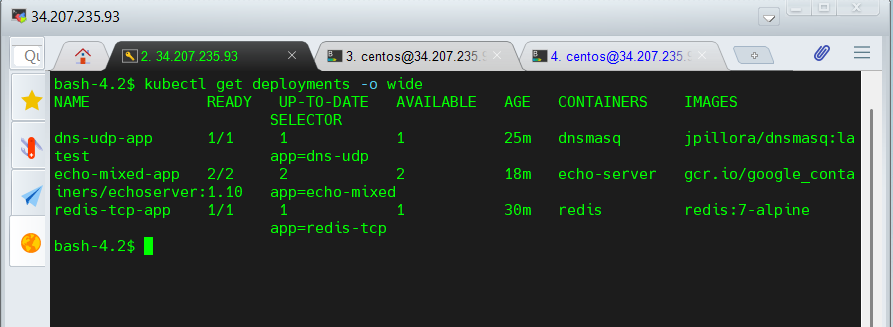 34.207.235.93
Qu
2. 34.207.235.93
3. centos@34.207.235.9
4. centos@34.207.235.
bash-4.2$ kubectl get deployments -o wide
NAME             READY   UP-TO-DATE   AVAILABLE   AGE   CONTAINERS    IMAGES
                        SELECTOR
dns-udp-app      1/1     1            1           25m   dnsmasq       jpillora/dnsmasq:la
test                    app=dns-udp
echo-mixed-app   2/2     2            2           18m   echo-server   gcr.io/google_conta
iners/echoserver:1.10   app=echo-mixed
redis-tcp-app    1/1     1            1           30m   redis         redis:7-alpine
                        app=redis-tcp
bash-4.2$